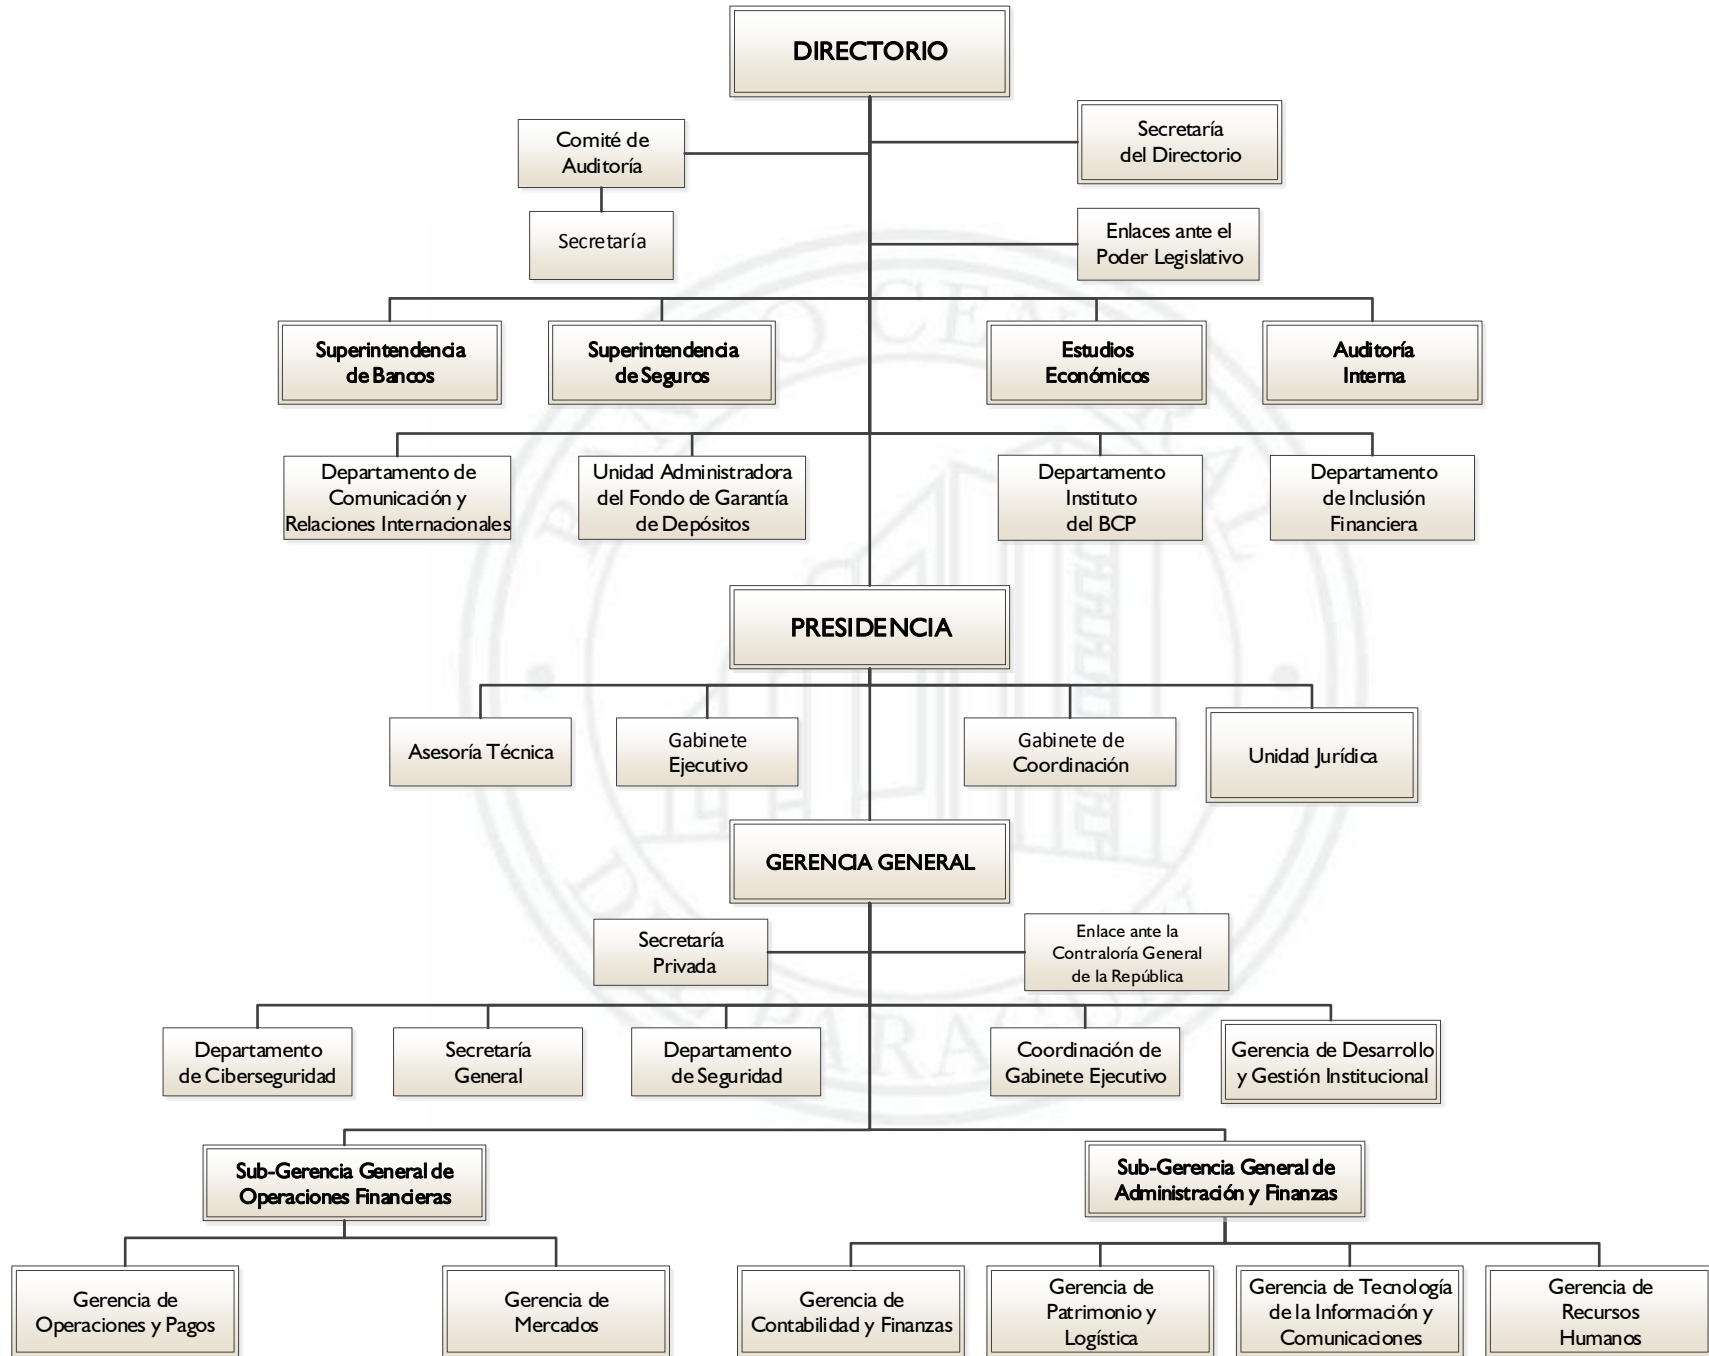 DIRECTORIO
Comité de
Auditoría
Secretaría
del Directorio
Secretaría
Enlaces ante el
Poder Legislativo
Superintendencia
de Bancos
Superintendencia
de Seguros
Estudios
Económicos
Auditoría
Interna
Departamento de
Comunicación y
Relaciones Internacionales
Unidad Administradora
del Fondo de Garantía
de Depósitos
Departamento
Instituto
del BCP
Departamento
de Inclusión
Financiera
PRESIDENCIA
Asesoría Técnica
Gabinete
Ejecutivo
Gabinete de
Coordinación
Unidad Jurídica
GERENCIA GENERAL
Secretaría
Privada
Enlace ante la
Contraloría General
de la República
Departamento
de Ciberseguridad
Secretaría
General
Departamento
de Seguridad
Coordinación de
Gabinete Ejecutivo
Gerencia de Desarrollo
y Gestión Institucional
Sub-Gerencia General de
Operaciones Financieras
Sub-Gerencia General de
Administración y Finanzas
Gerencia de
Operaciones y Pagos
Gerencia de
Mercados
Gerencia de
Contabilidad y Finanzas
Gerencia de
Patrimonio y
Logística
Gerencia de Tecnología
de la Información y
Comunicaciones
Gerencia de
Recursos
Humanos
BANCO CENTRAL
DEL PARAGUAY